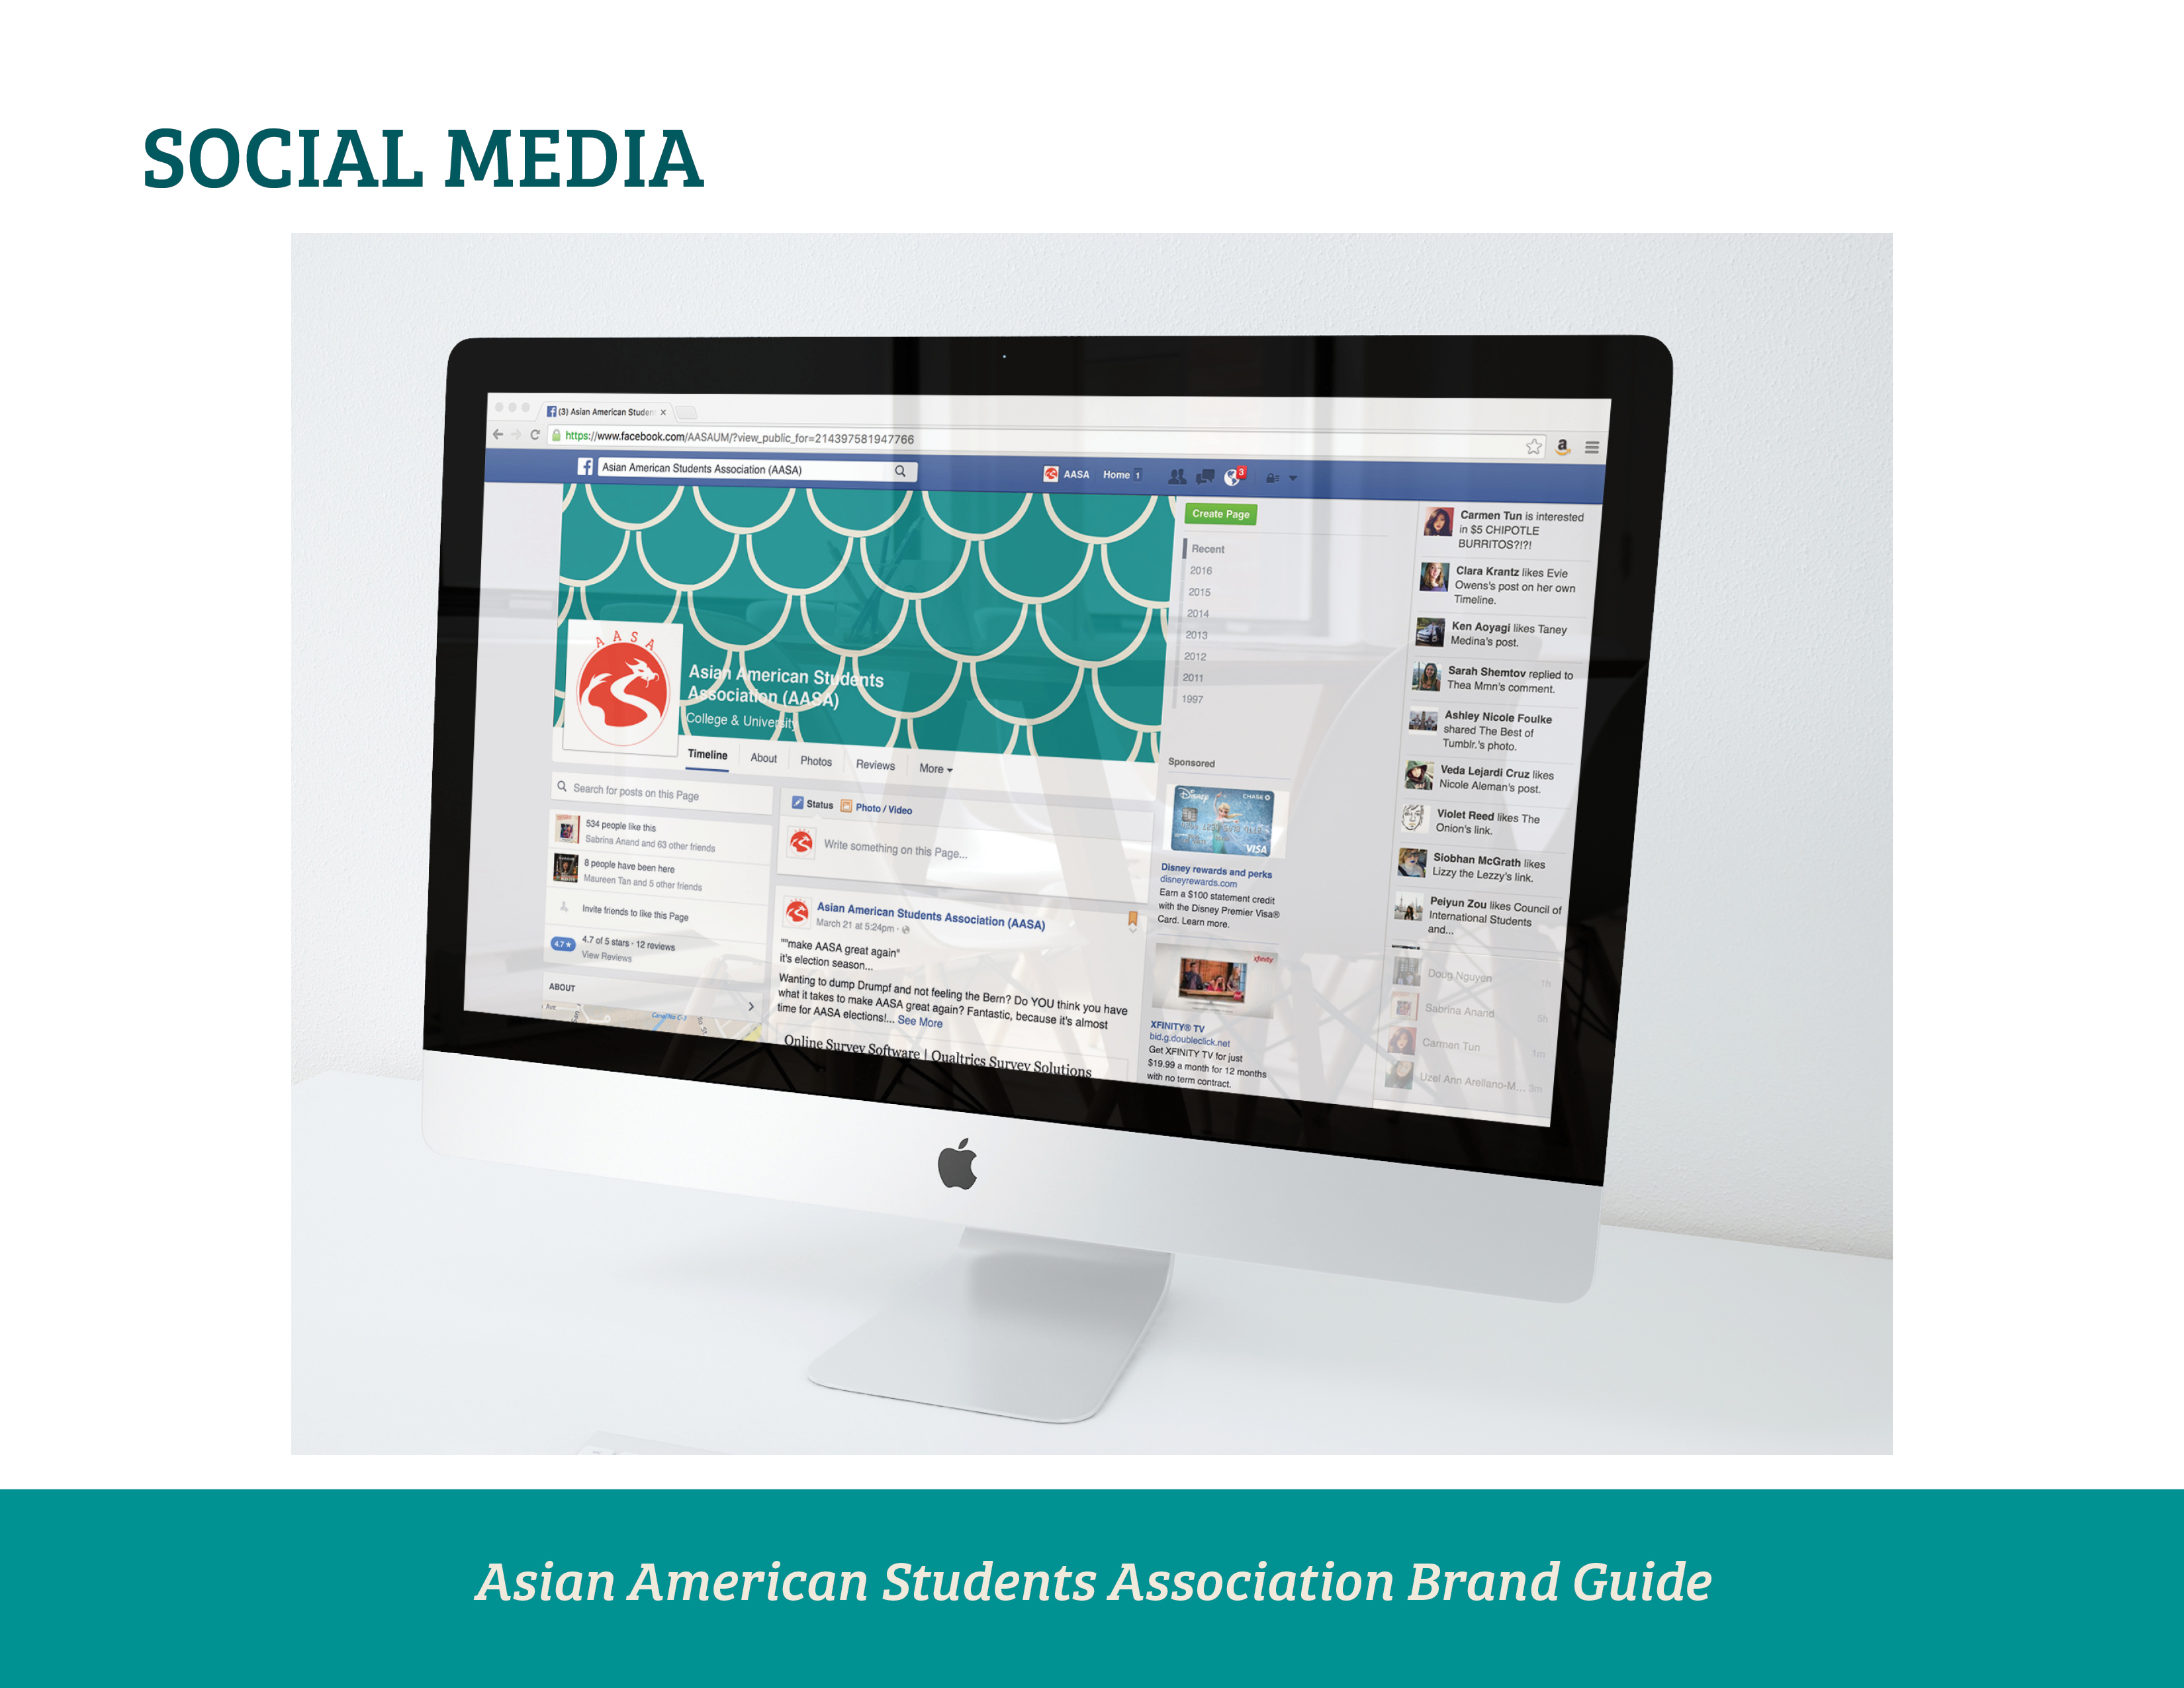 SOCIAL MEDIA
(3) Asian American Studen
https://www.facebook.com/AASAUM/?view_public_for=214397581947766
a
Asian American Students Association (AASA)
AASA Home 1
3
Create Page
Recent
2016
2015
2014
2013
2012
2011
1997
AASA
Asian American Students
Association (AASA)
College & University
Timeline About Photos Reviews More
Search for posts on this Page
534 people like this
Sabrina Anand and 63 other friends
8 people have been here
Maureen Tan and 5 other friends
Invite friends to like this Page
4.7 ★
4.7 of 5 stars · 12 reviews
View Reviews
ABOUT
Status Photo / Video
Write something on this Page...
Asian American Students Association (AASA)
March 21 at 5:24pm ·
""make AASA great again"
it's election season...
Wanting to dump Drumpf and not feeling the Bern? Do YOU think you have
what it takes to make AASA great again? Fantastic, because it's almost
time for AASA elections!... See More
Online Survey Software | Qualtrics Survey Solutions
Sponsored
Disney CHASE
VISA
Disney rewards and perks
disneyrewards.com
Earn a $100 statement credit
with the Disney Premier Visa®
Card. Learn more.
xfinity
XFINITY® TV
bid.g.doubleclick.net
Get XFINITY TV for just
$19.99 a month for 12 months
with no term contract.
Carmen Tun is interested
in $5 CHIPOTLE
BURRITOS?!?!
Clara Krantz likes Evie
Owens's post on her own
Timeline.
Ken Aoyagi likes Taney
Medina's post.
Sarah Shemtov replied to
Thea Mmn's comment.
Ashley Nicole Foulke
shared The Best of
Tumblr.'s photo.
Veda Lejardi Cruz likes
Nicole Aleman's post.
Violet Reed likes The
Onion's link.
Siobhan McGrath likes
Lizzy the Lezzy's link.
Peiyun Zou likes Council of
International Students
and...
Doug Nguyen 1h
Sabrina Anand 5h
Carmen Tun 1m
Uzel Ann Arellano-M... 3m
Asian American Students Association Brand Guide